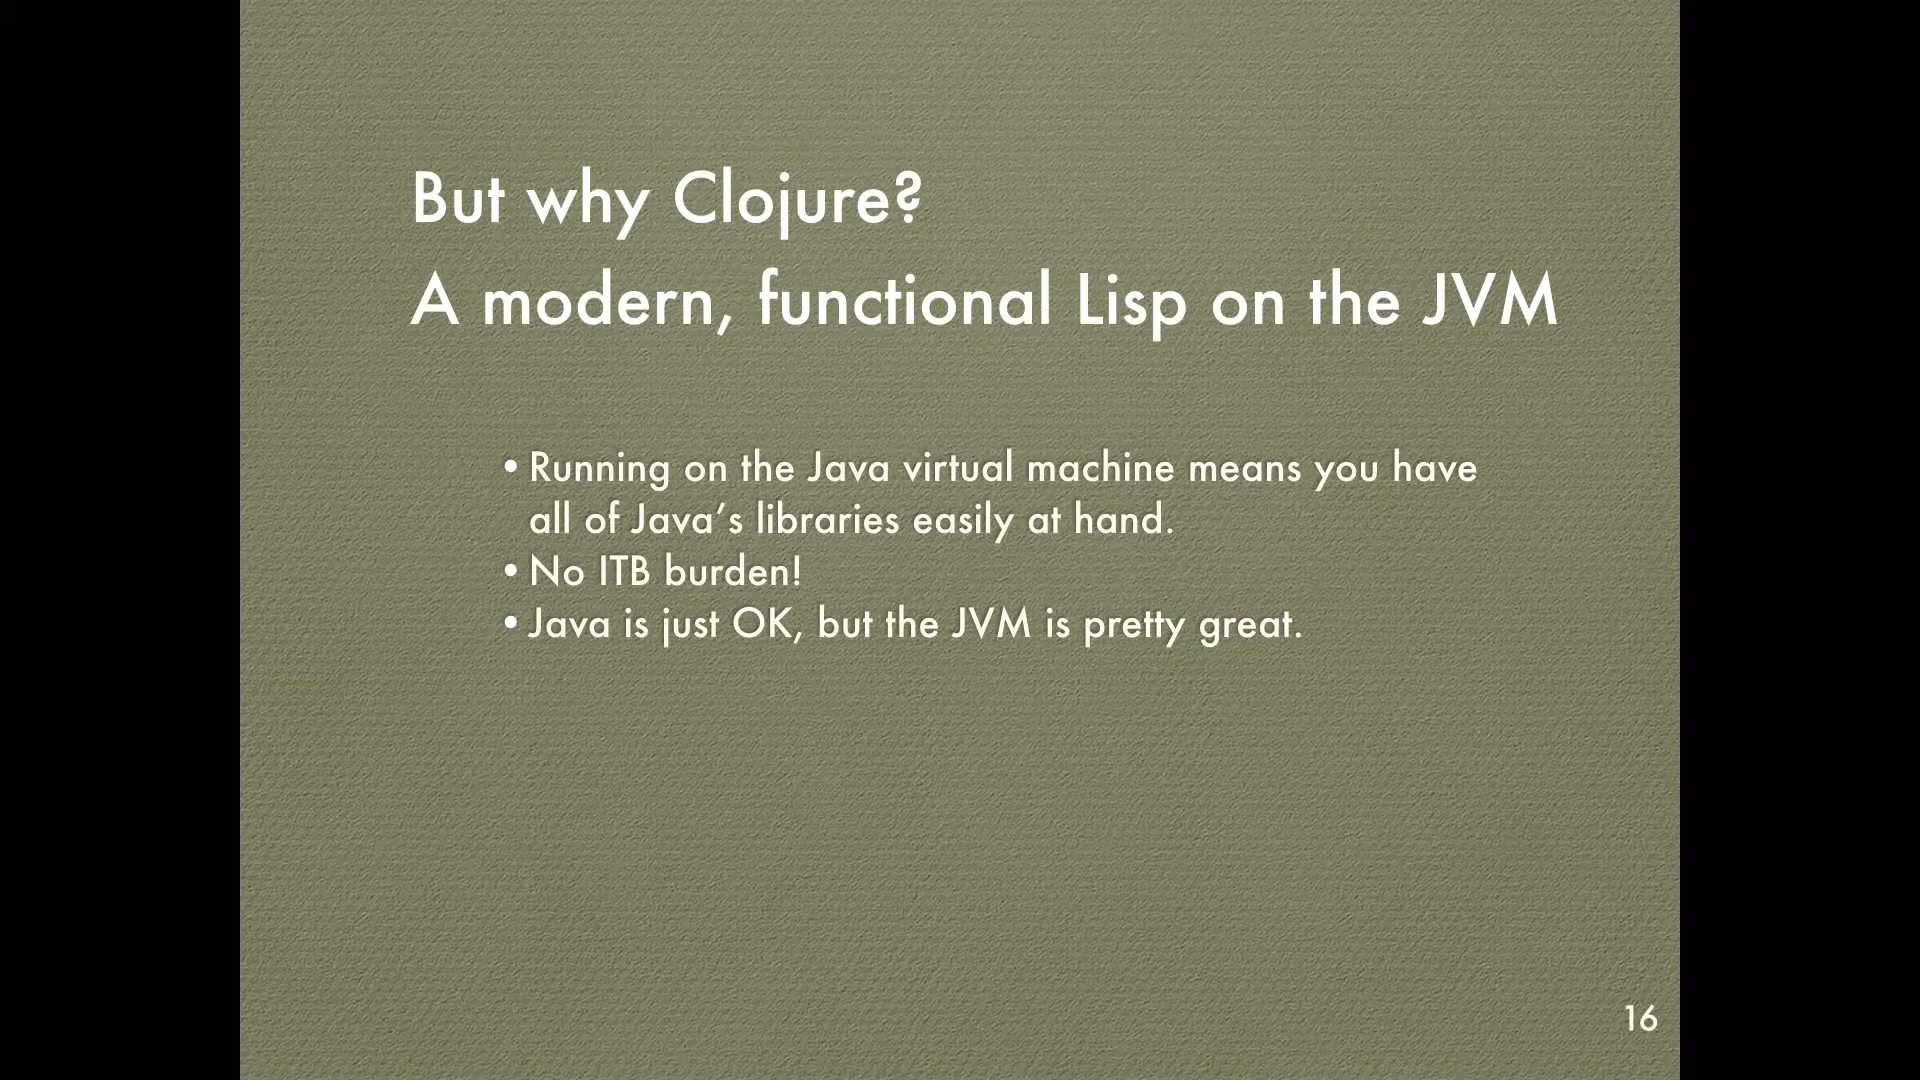 But why Clojure?
A modern, functional Lisp on the JVM
•Running on the Java virtual machine means you have
all of Java’s libraries easily at hand.
•No ITB burden!
•Java is just OK, but the JVM is pretty great.
16